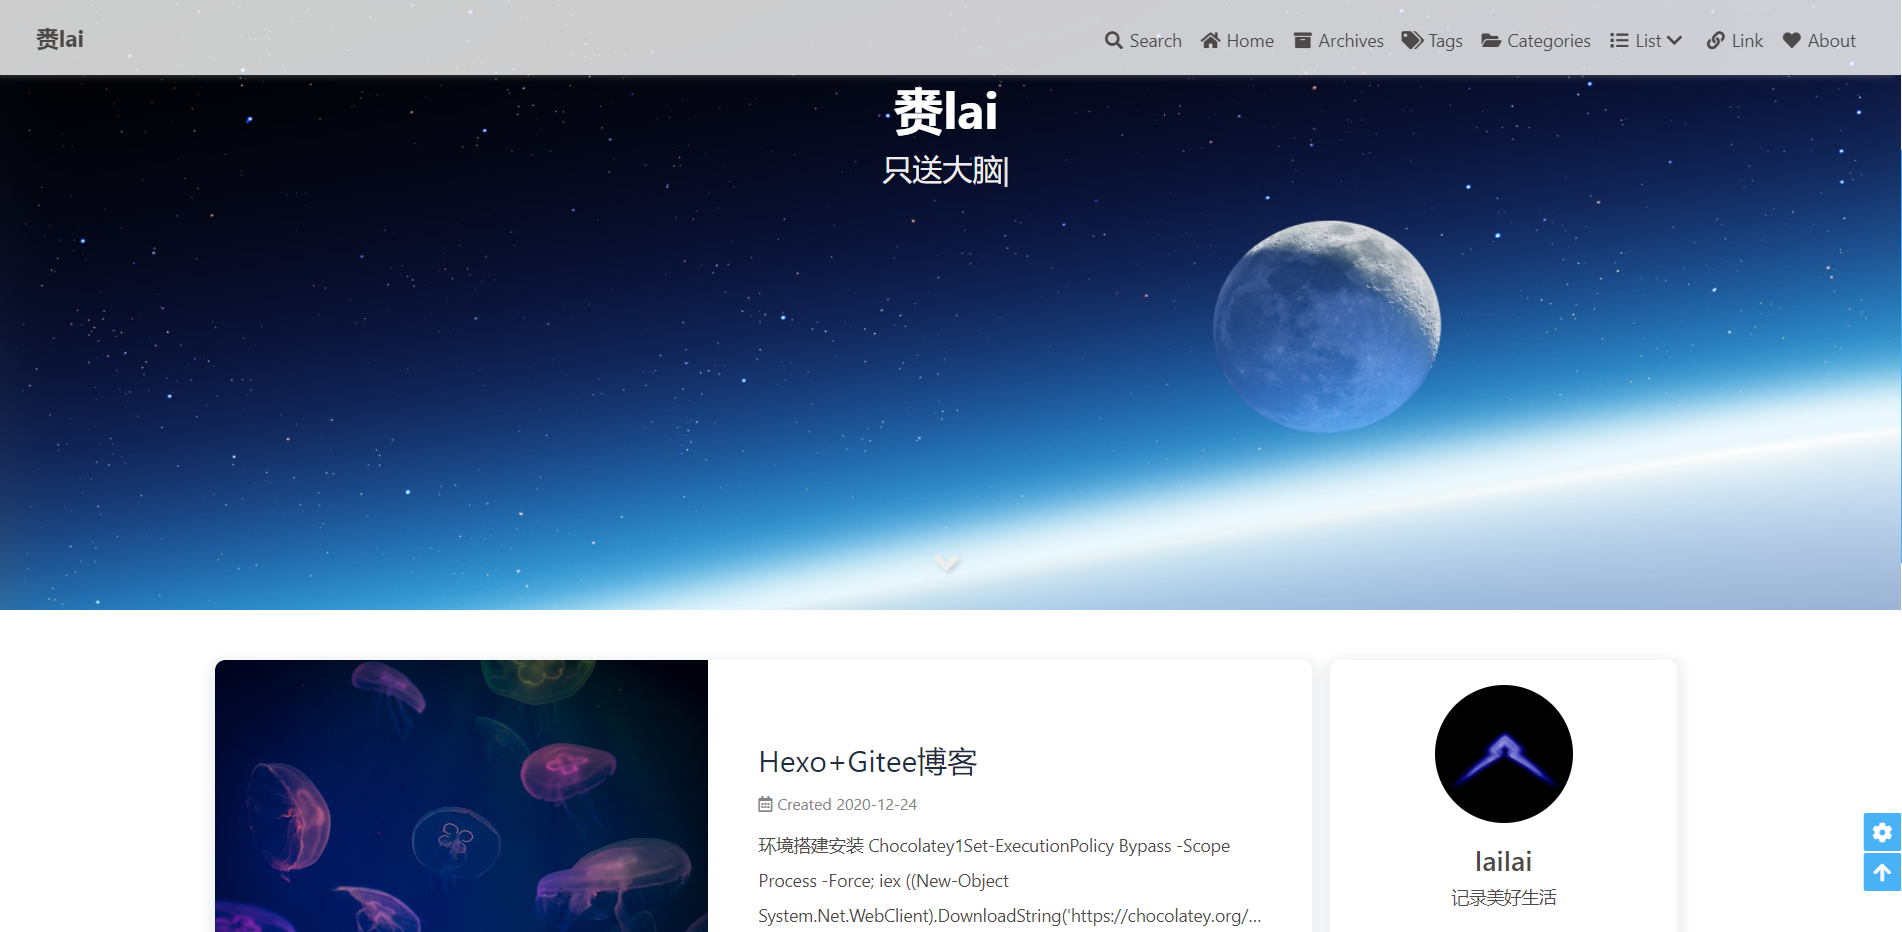 赉lai
Search Home Archives Tags Categories List Link About
赉lai
只送大脑|
Hexo+Gitee博客
Created 2020-12-24
环境搭建安装 Chocolatey1Set-ExecutionPolicy Bypass -Scope
Process -Force; iex ((New-Object
System.Net.WebClient).DownloadString('https://chocolatey.org/...
lailai
记录美好生活